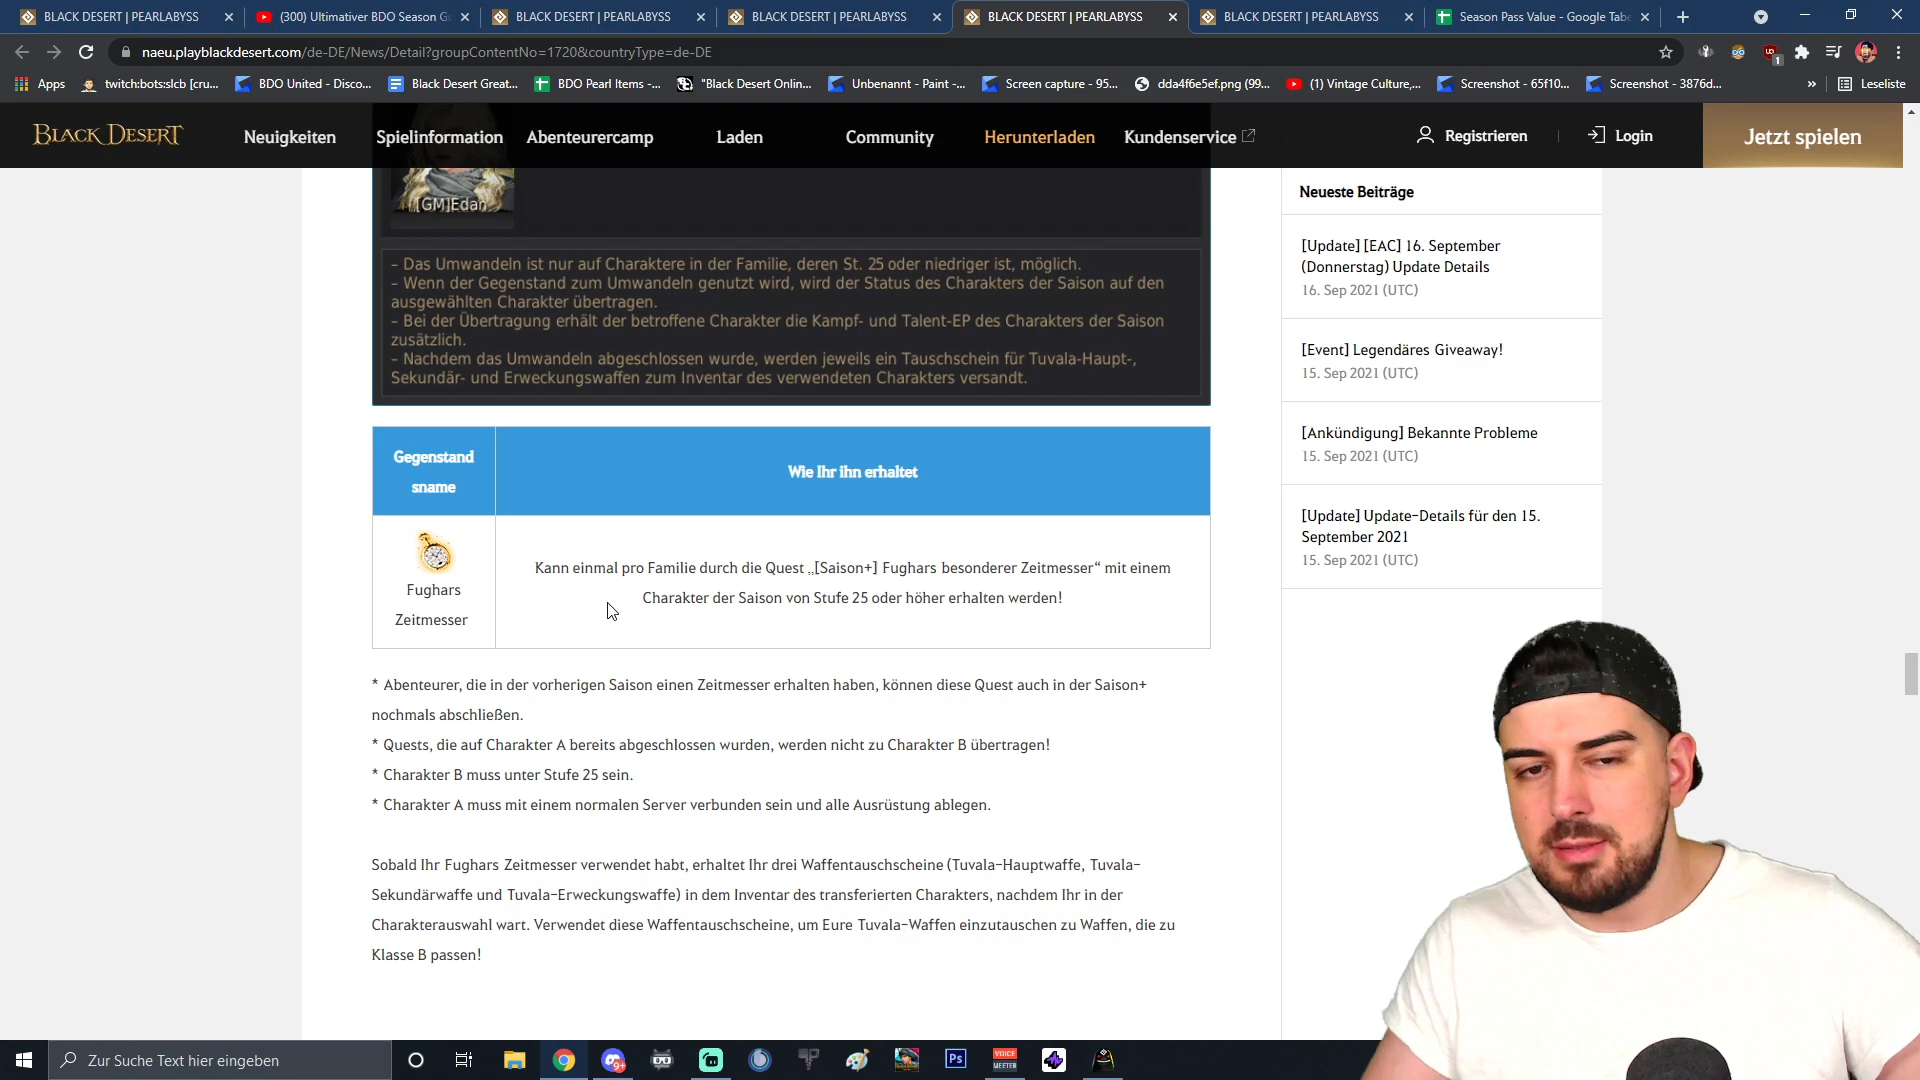 BLACK DESERT | PEARLABYSS
(300) Ultimativer BDO Season G
BLACK DESERT | PEARLABYSS
BLACK DESERT | PEARLABYSS
BLACK DESERT | PEARLABYSS
BLACK DESERT | PEARLABYSS
Season Pass Value - Google Tabe
naeu.playblackdesert.com/de-DE/News/Detail?groupContentNo=1720&countryType=de-DE
Apps
twitch:bots:slcb [cru...
BDO United - Disco...
Black Desert Great...
BDO Pearl Items -...
"Black Desert Onlin...
Unbenannt - Paint -...
Screen capture - 95...
dda4f6e5ef.png (99...
(1) Vintage Culture,...
Screenshot - 65f10...
Screenshot - 3876d...
»
Leseliste
BLACK DESERT
Neuigkeiten
Spielinformation
Abenteurercamp
Laden
Community
Herunterladen
Kundenservice
Registrieren
Login
Jetzt spielen
[GM]Edan
– Das Umwandeln ist nur auf Charaktere in der Familie, deren St. 25 oder niedriger ist, möglich.
– Wenn der Gegenstand zum Umwandeln genutzt wird, wird der Status des Charakters der Saison auf den
ausgewählten Charakter übertragen.
– Bei der Übertragung erhält der betroffene Charakter die Kampf- und Talent-EP des Charakters der Saison
zusätzlich.
– Nachdem das Umwandeln abgeschlossen wurde, werden jeweils ein Tauschschein für Tuvala-Haupt-,
Sekundär- und Erweckungswaffen zum Inventar des verwendeten Charakters versandt.
Gegenstand
sname
Wie Ihr ihn erhaltet
Fughars
Zeitmesser
Kann einmal pro Familie durch die Quest „[Saison+] Fughars besonderer Zeitmesser“ mit einem
Charakter der Saison von Stufe 25 oder höher erhalten werden!
* Abenteurer, die in der vorherigen Saison einen Zeitmesser erhalten haben, können diese Quest auch in der Saison+
nochmals abschließen.
* Quests, die auf Charakter A bereits abgeschlossen wurden, werden nicht zu Charakter B übertragen!
* Charakter B muss unter Stufe 25 sein.
* Charakter A muss mit einem normalen Server verbunden sein und alle Ausrüstung ablegen.
Sobald Ihr Fughars Zeitmesser verwendet habt, erhaltet Ihr drei Waffentauschscheine (Tuvala-Hauptwaffe, Tuvala-
Sekundärwaffe und Tuvala-Erweckungswaffe) in dem Inventar des transferierten Charakters, nachdem Ihr in der
Charakterauswahl wart. Verwendet diese Waffentauschscheine, um Eure Tuvala-Waffen einzutauschen zu Waffen, die zu
Klasse B passen!
Neueste Beiträge
[Update] [EAC] 16. September
(Donnerstag) Update Details
16. Sep 2021 (UTC)
[Event] Legendäres Giveaway!
15. Sep 2021 (UTC)
[Ankündigung] Bekannte Probleme
15. Sep 2021 (UTC)
[Update] Update-Details für den 15.
September 2021
15. Sep 2021 (UTC)
Zur Suche Text hier eingeben
9+
Ps
VOICE
MEETER